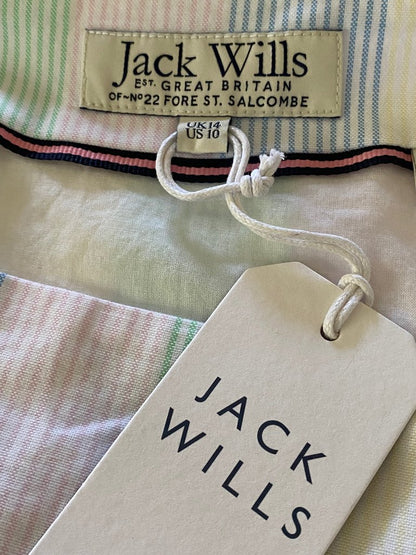 Jack Wills
EST. GREAT BRITAIN
OF~No 22 FORE ST. SALCOMBE
UK 14
US 10
JACK
WILLS